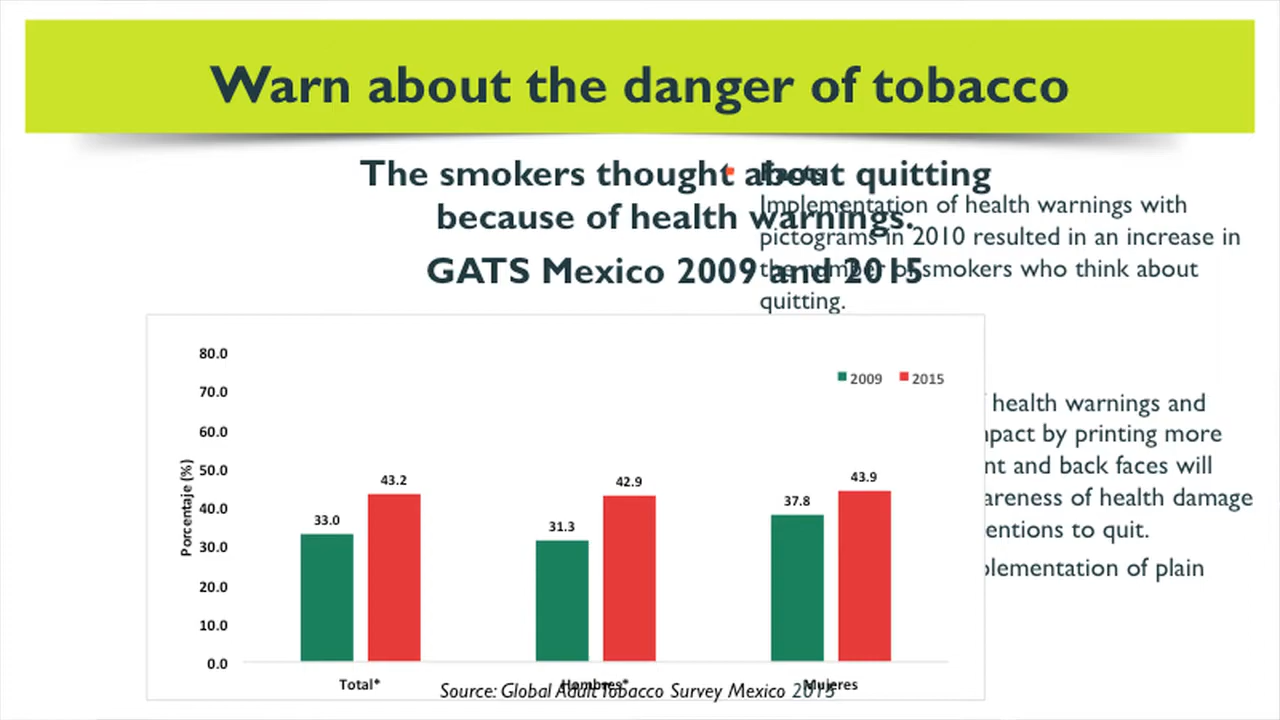 Warn about the danger of tobacco
The smokers thought about quitting
because of health warnings.
GATS Mexico 2009 and 2015
Facts
Implementation of health warnings with
pictograms in 2010 resulted in an increase in
the number of smokers who think about
quitting.
80.0
70.0
60.0
50.0
40.0
30.0
20.0
10.0
0.0
Porcentaje (%)
2009 2015
33.0 43.2
31.3 42.9
37.8 43.9
Total* Hombres* Mujeres
health warnings and
by printing more
and back faces will
of health damage
to quit.
of plain
Source: Global Adult Tobacco Survey Mexico 2015